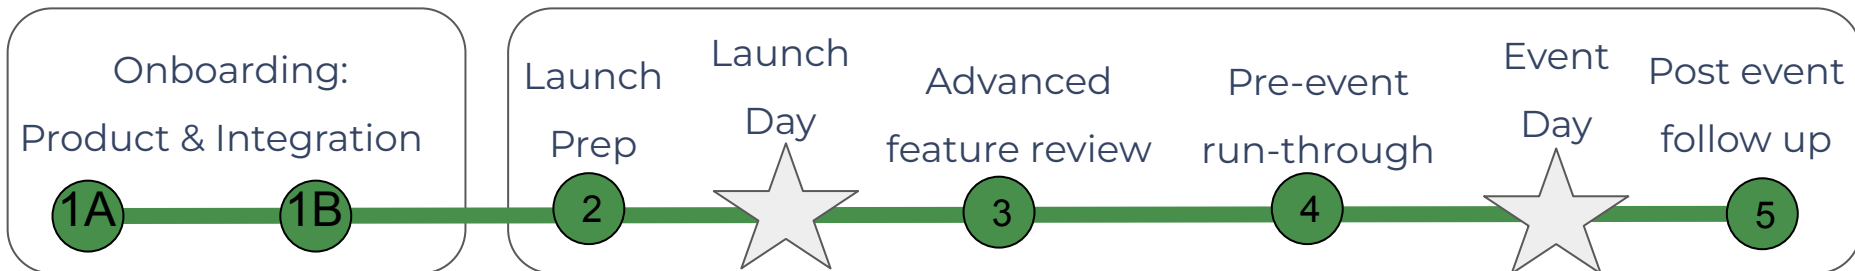 Onboarding:
Product & Integration
1A
1B
Launch
Prep
2
Launch
Day
Advanced
feature review
3
Pre-event
run-through
4
Event
Day
Post event
follow up
5